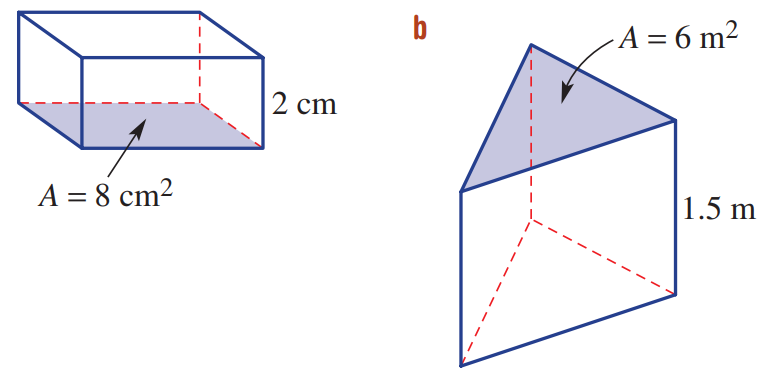 2 cm
A = 8 cm²
b
A = 6 m²
1.5 m